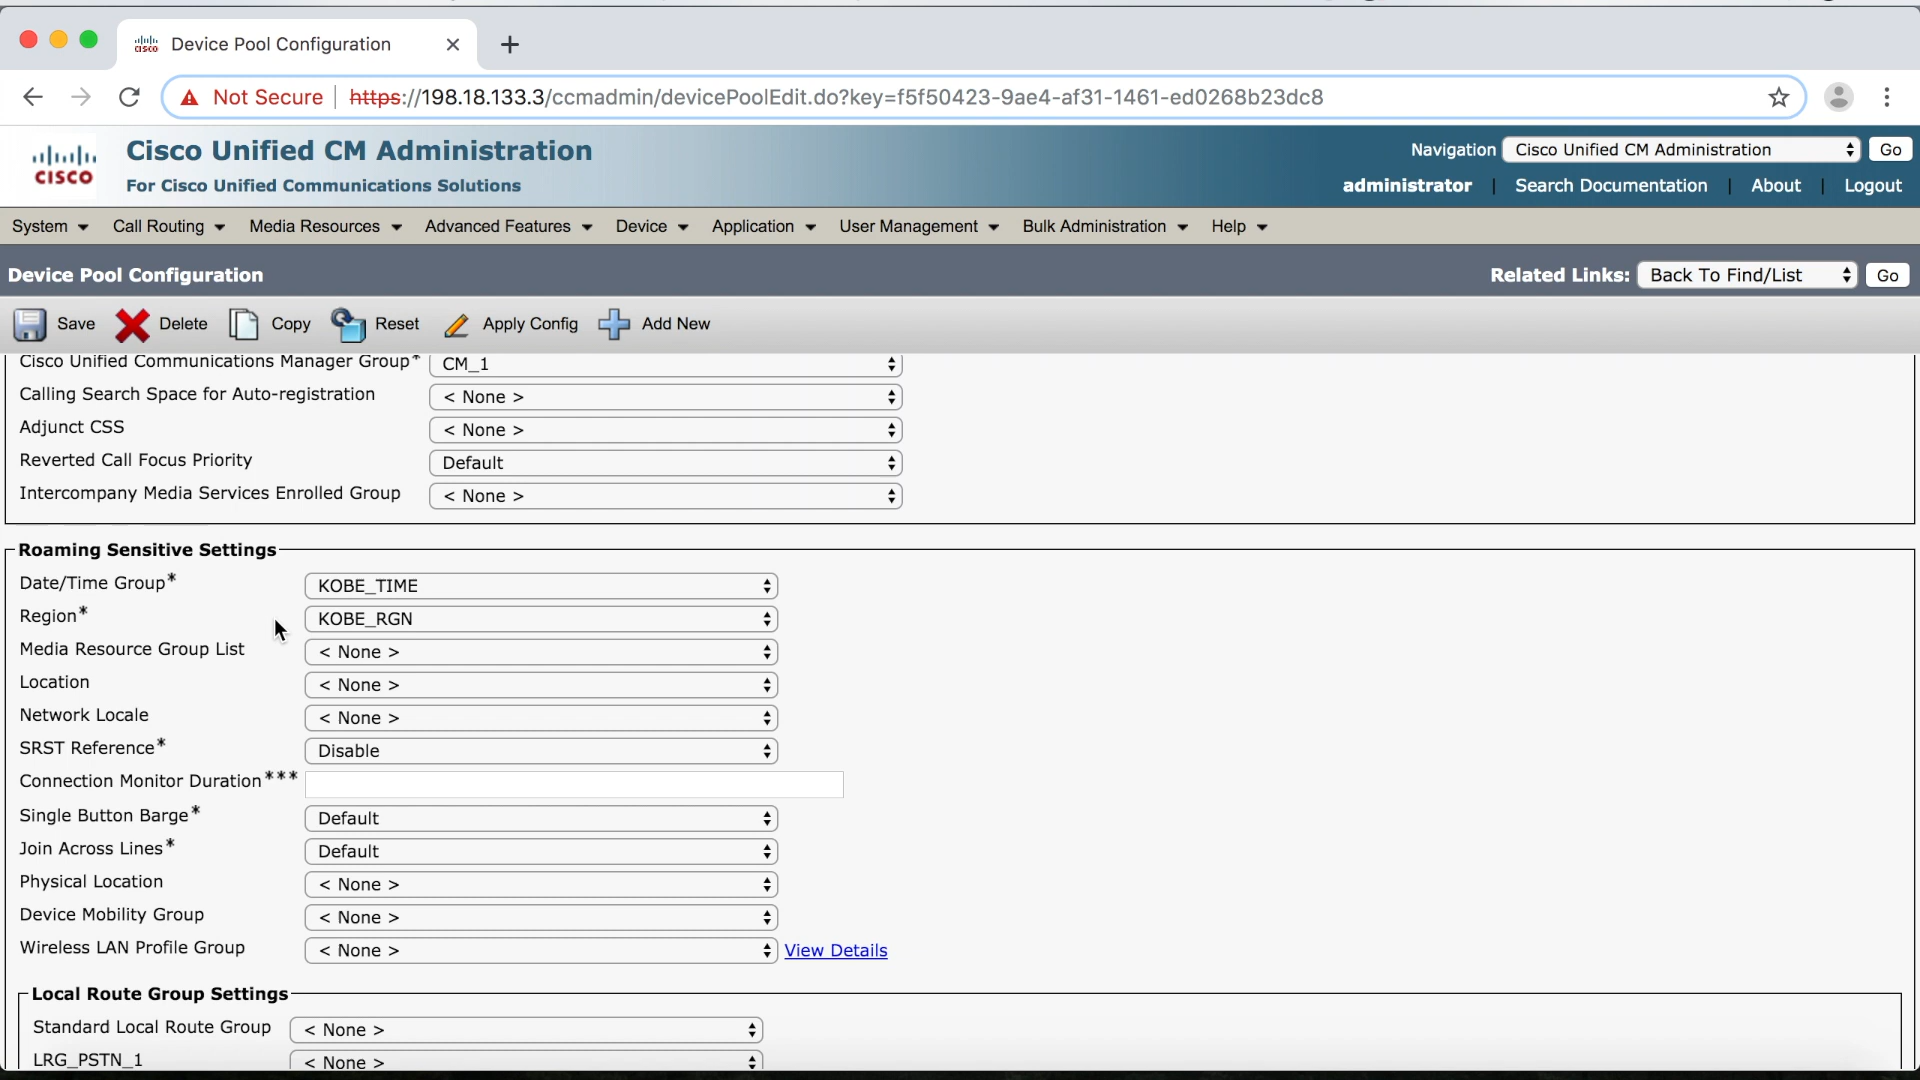 Device Pool Configuration
Not Secure https://198.18.133.3/ccmadmin/devicePoolEdit.do?key=f5f50423-9ae4-af31-1461-ed0268b23dc8
CISCO
Cisco Unified CM Administration
For Cisco Unified Communications Solutions
Navigation Cisco Unified CM Administration Go
administrator Search Documentation About Logout
System Call Routing Media Resources Advanced Features Device Application User Management Bulk Administration Help
Device Pool Configuration Related Links: Back To Find/List Go
Save Delete Copy Reset Apply Config Add New
Cisco Unified Communications Manager Group* CM_1
Calling Search Space for Auto-registration < None >
Adjunct CSS < None >
Reverted Call Focus Priority Default
Intercompany Media Services Enrolled Group < None >
Roaming Sensitive Settings
Date/Time Group* KOBE_TIME
Region* KOBE_RGN
Media Resource Group List < None >
Location < None >
Network Locale < None >
SRST Reference* Disable
Connection Monitor Duration***
Single Button Barge* Default
Join Across Lines* Default
Physical Location < None >
Device Mobility Group < None >
Wireless LAN Profile Group < None > View Details
Local Route Group Settings
Standard Local Route Group < None >
LRG_PSTN_1 < None >